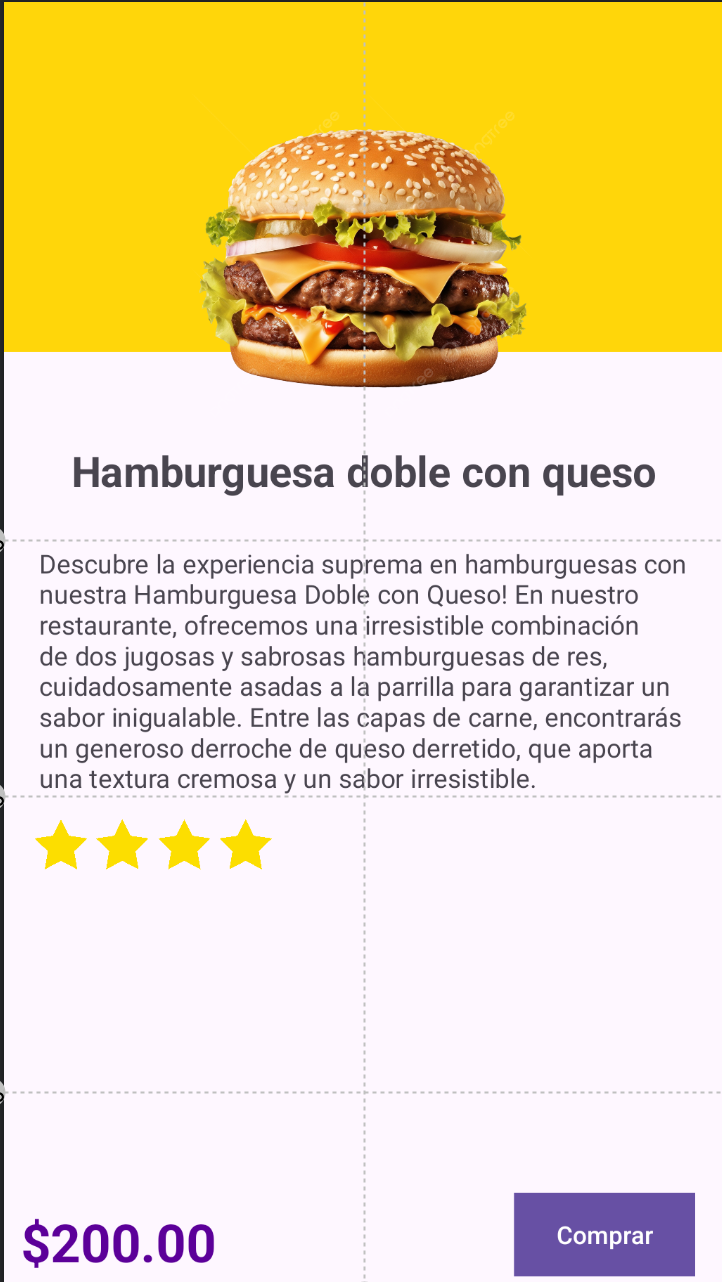 Hamburguesa doble con queso
Descubre la experiencia suprema en hamburguesas con
nuestra Hamburguesa Doble con Queso! En nuestro
restaurante, ofrecemos una irresistible combinación
de dos jugosas y sabrosas hamburguesas de res,
cuidadosamente asadas a la parrilla para garantizar un
sabor inigualable. Entre las capas de carne, encontrarás
un generoso derroche de queso derretido, que aporta
una textura cremosa y un sabor irresistible.
$200.00
Comprar